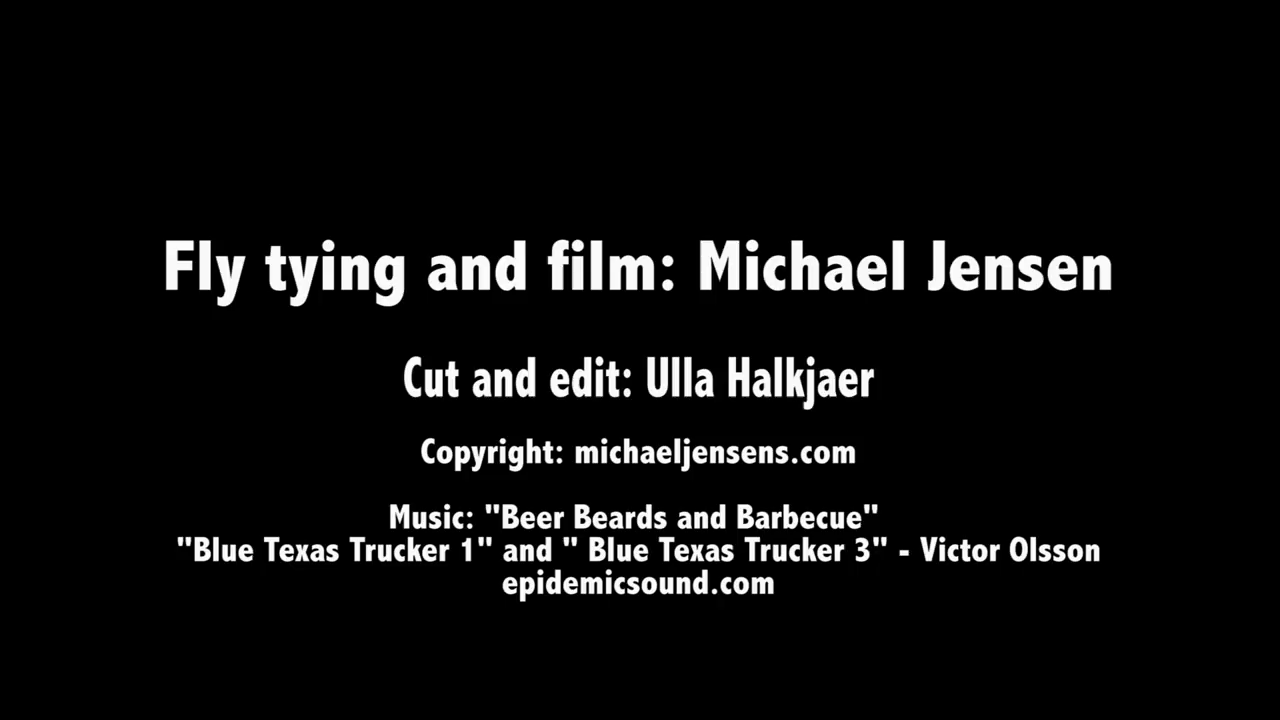 Fly tying and film: Michael Jensen
Cut and edit: Ulla Halkjaer
Copyright: michaeljensens.com
Music: "Beer Beards and Barbecue"
"Blue Texas Trucker 1" and " Blue Texas Trucker 3" - Victor Olsson
epidemicsound.com